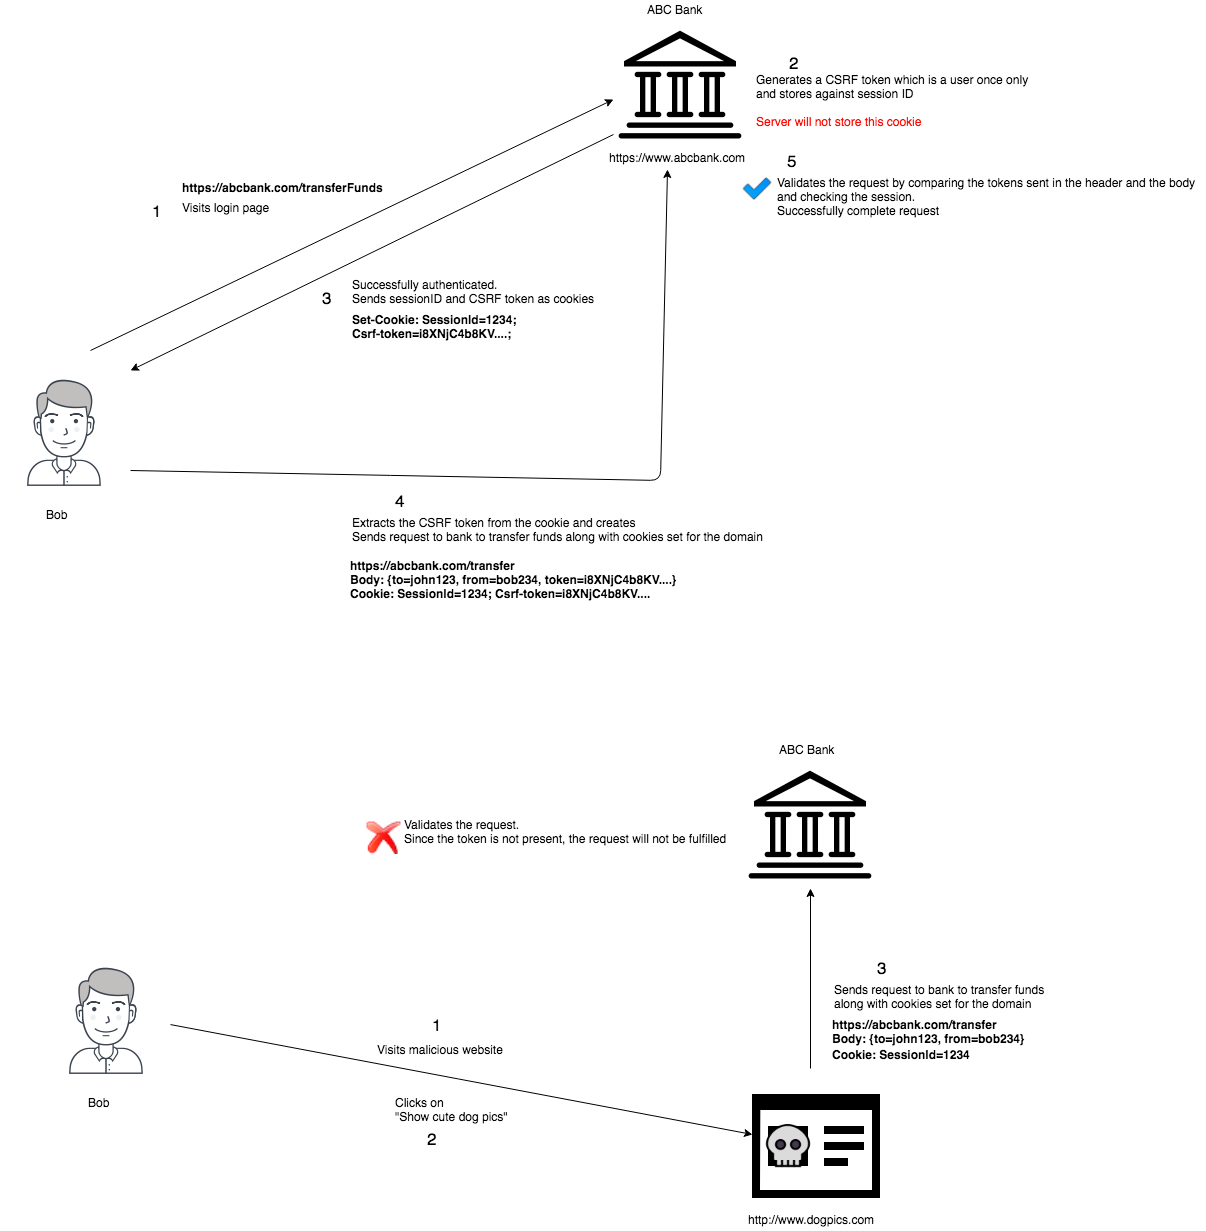 ABC Bank
2
Generates a CSRF token which is a user once only
and stores against session ID
Server will not store this cookie
https://www.abcbank.com
5
Validates the request by comparing the tokens sent in the header and the body
and checking the session.
Successfully complete request
https://abcbank.com/transferFunds
1
Visits login page
3
Successfully authenticated.
Sends sessionID and CSRF token as cookies
Set-Cookie: SessionId=1234;
Csrf-token=i8XNjC4b8KV....;
Bob
4
Extracts the CSRF token from the cookie and creates
Sends request to bank to transfer funds along with cookies set for the domain
https://abcbank.com/transfer
Body: {to=john123, from=bob234, token=i8XNjC4b8KV....}
Cookie: SessionId=1234; Csrf-token=i8XNjC4b8KV....
ABC Bank
Validates the request.
Since the token is not present, the request will not be fulfilled
3
Sends request to bank to transfer funds
along with cookies set for the domain
https://abcbank.com/transfer
Body: {to=john123, from=bob234}
Cookie: SessionId=1234
1
Visits malicious website
Bob
Clicks on
"Show cute dog pics"
2
http://www.dogpics.com